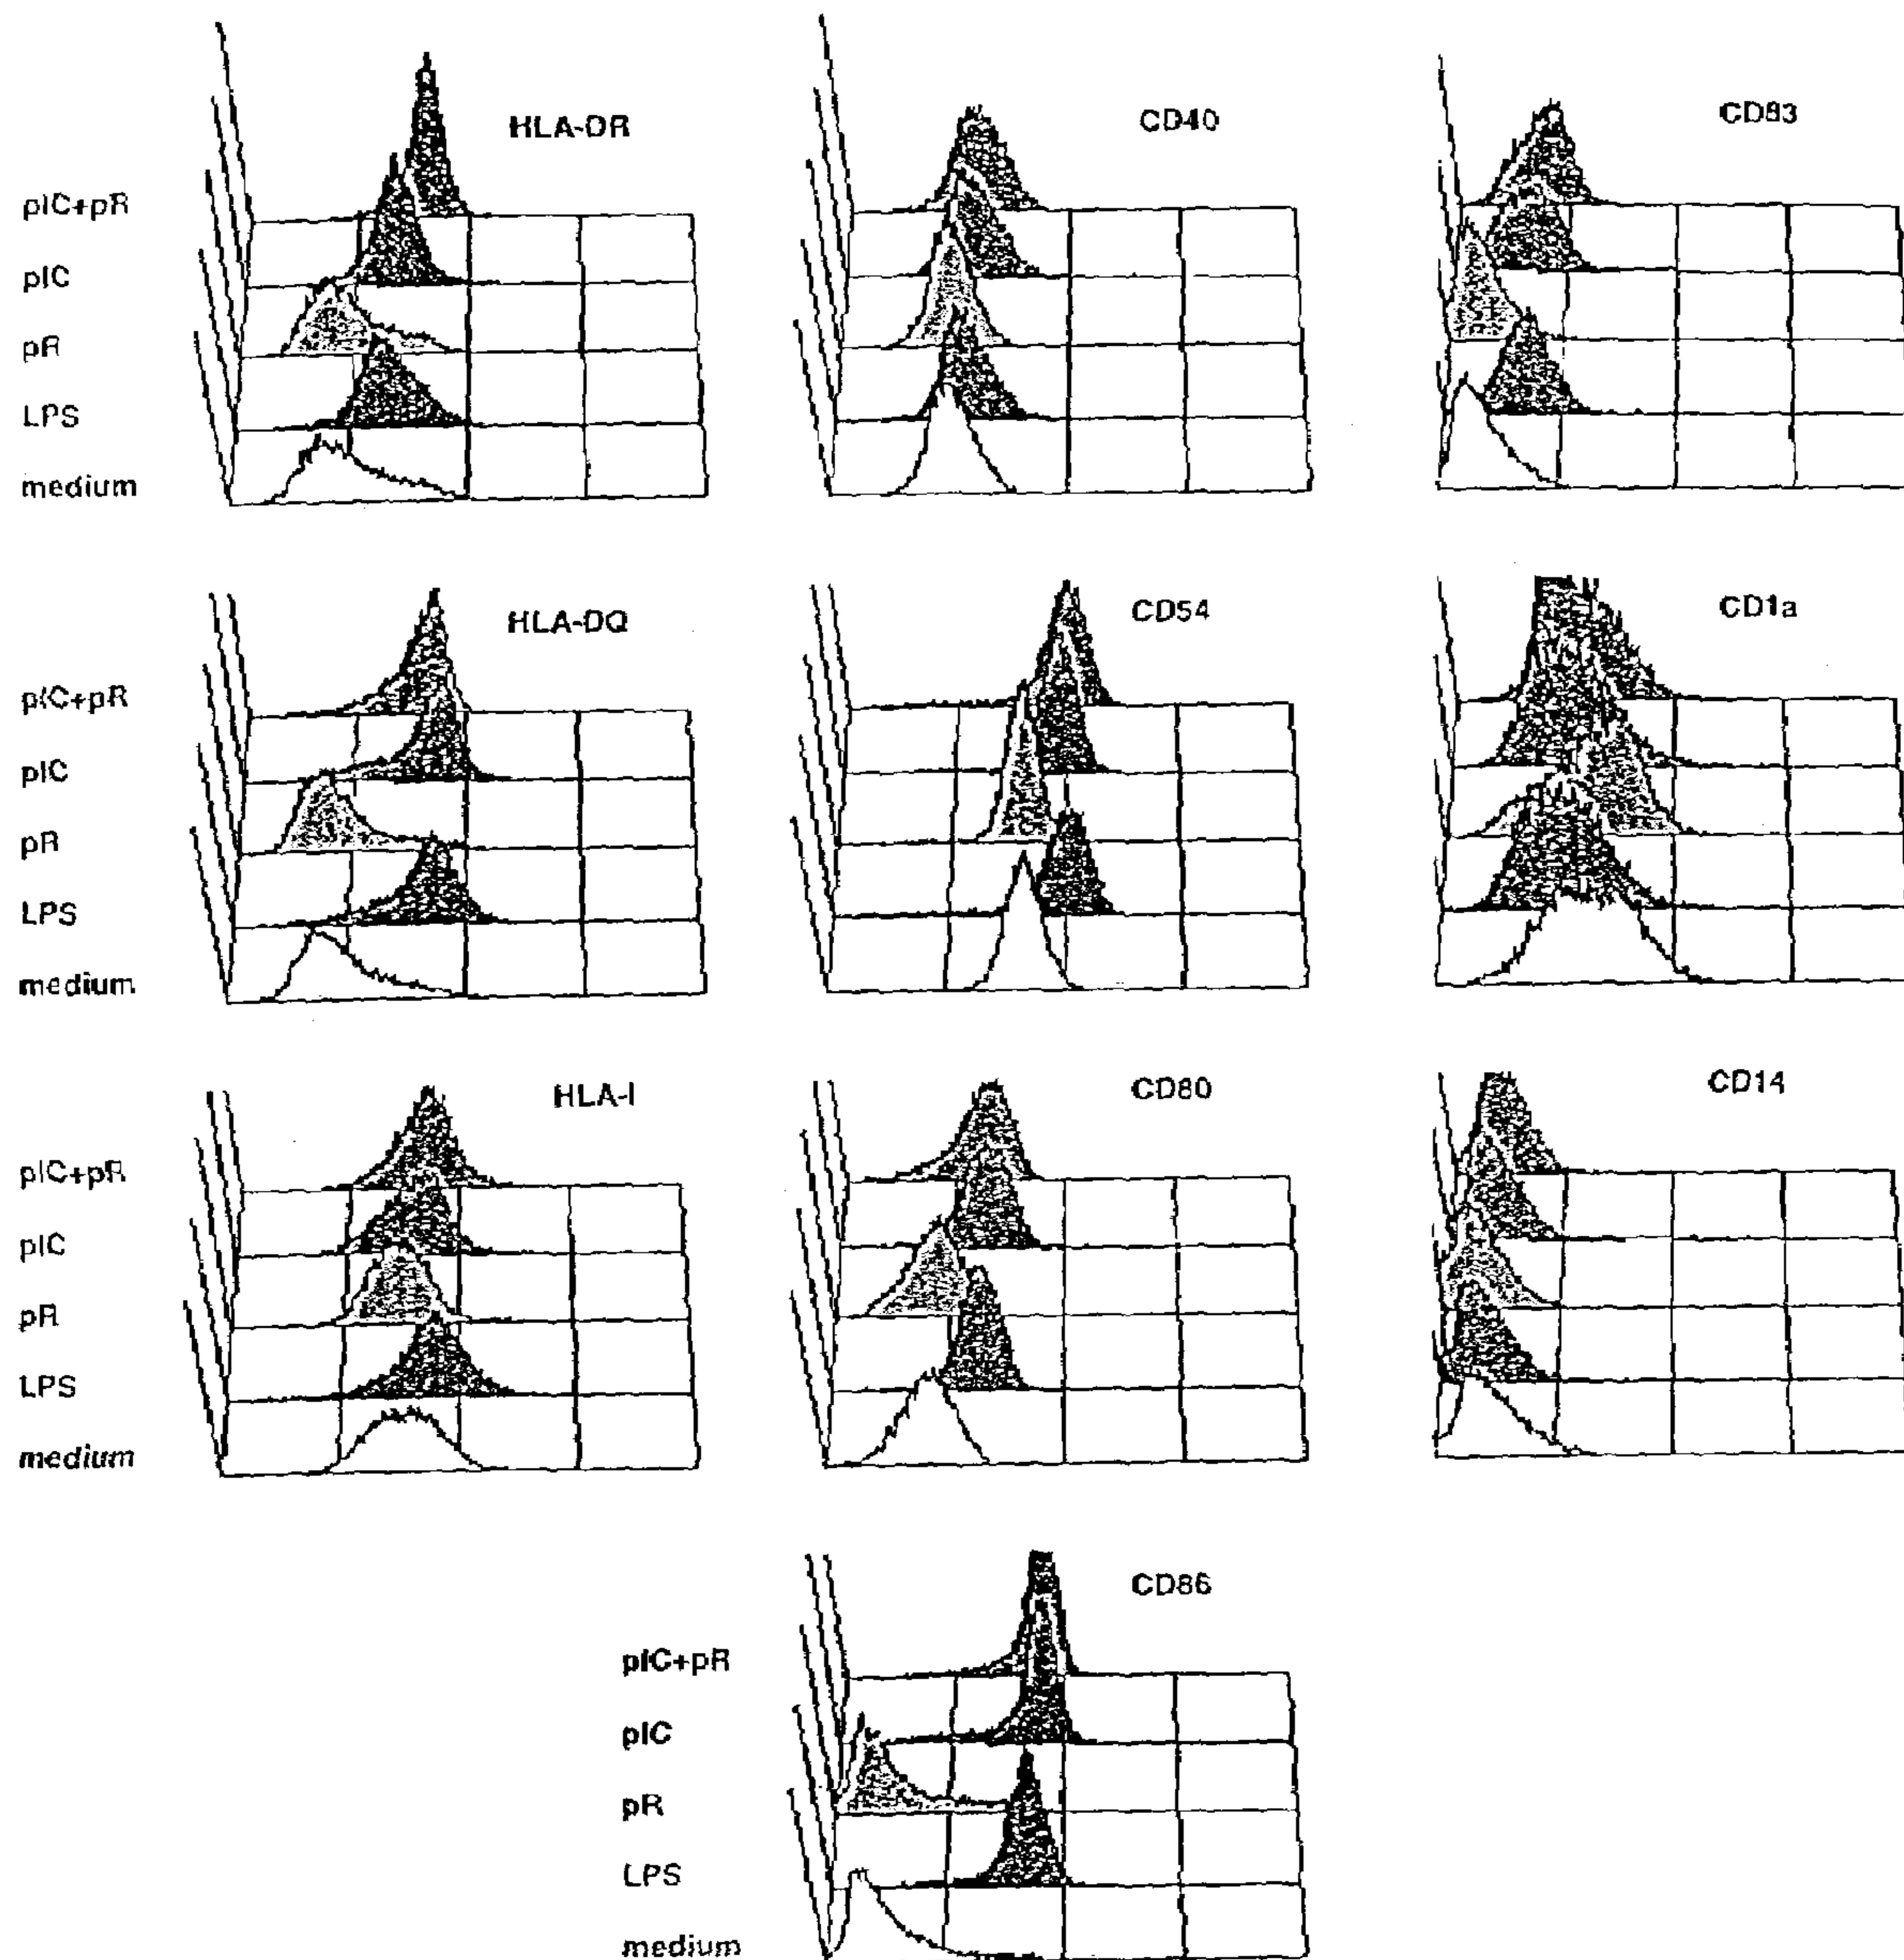 HLA-DR
CD40
CD83
pIC+pR
pIC
pR
LPS
medium
HLA-DQ
CD54
CD1a
pIC+pR
pIC
pR
LPS
medium
HLA-I
CD80
CD14
pIC+pR
pIC
pR
LPS
medium
CD86
pIC+pR
pIC
pR
LPS
medium